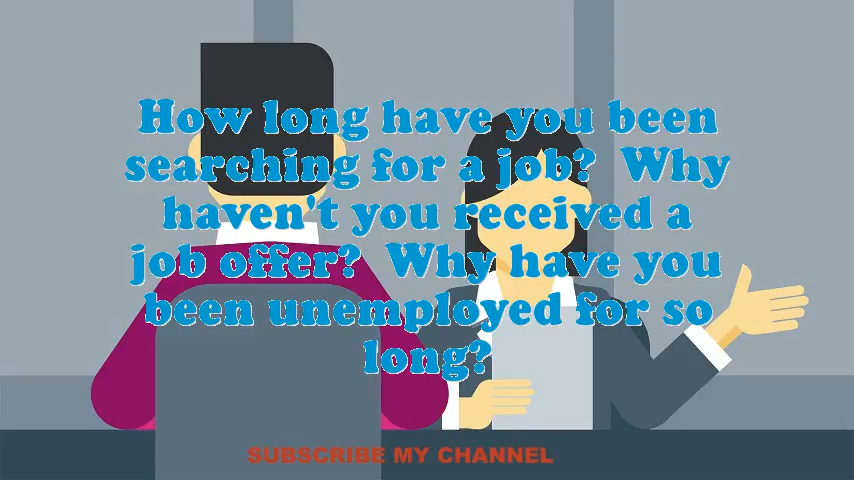 How long have you been
searching for a job?  Why
haven't you received a
job offer?  Why have you
been unemployed for so
long?
SUBSCRIBE MY CHANNEL